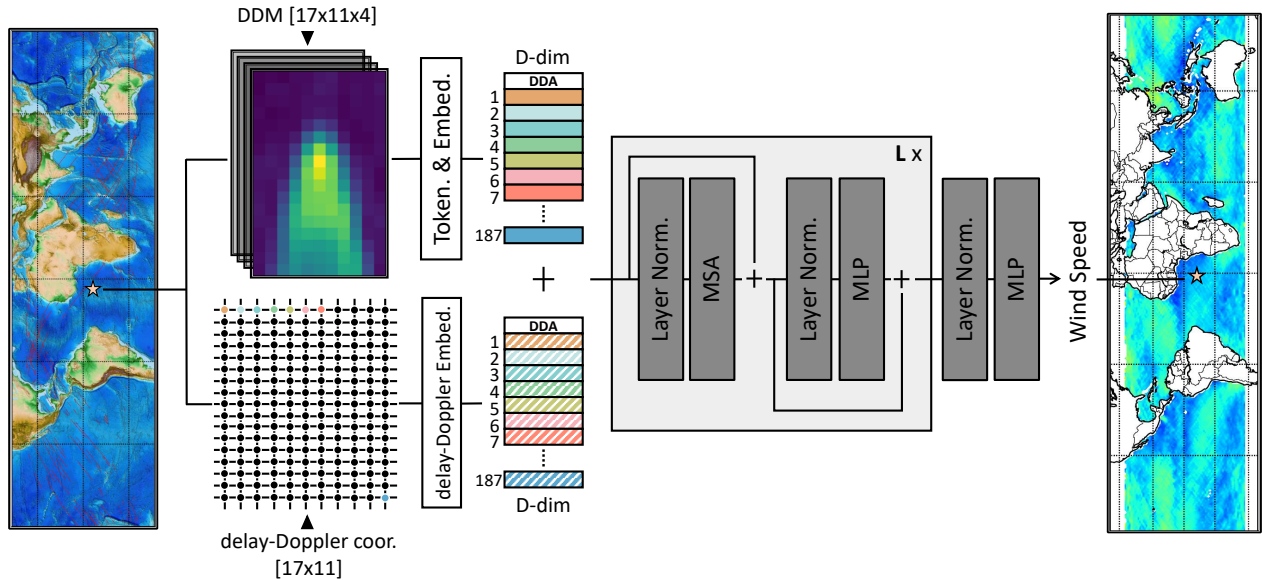 DDM [17x11x4]
Token. & Embed.
D-dim
DDA
1
2
3
4
5
6
7
187
delay-Doppler coor.
[17x11]
delay-Doppler Embed.
DDA
1
2
3
4
5
6
7
187
D-dim
+
L x
Layer Norm.
MSA
+
Layer Norm.
MLP
+
Layer Norm.
MLP
Wind Speed